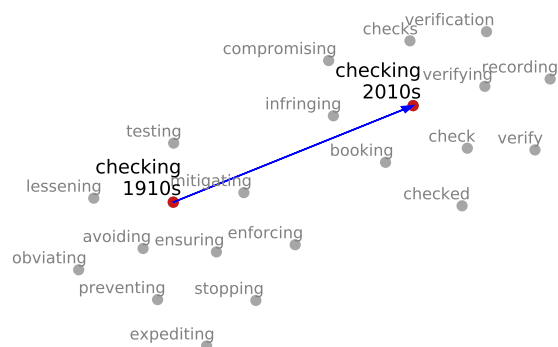 verification
checks
compromising
checking
2010s
verifying
recording
infringing
testing
check
verify
booking
checking
1910s
mitigating
lessening
checked
avoiding
ensuring
enforcing
obviating
preventing
stopping
expediting